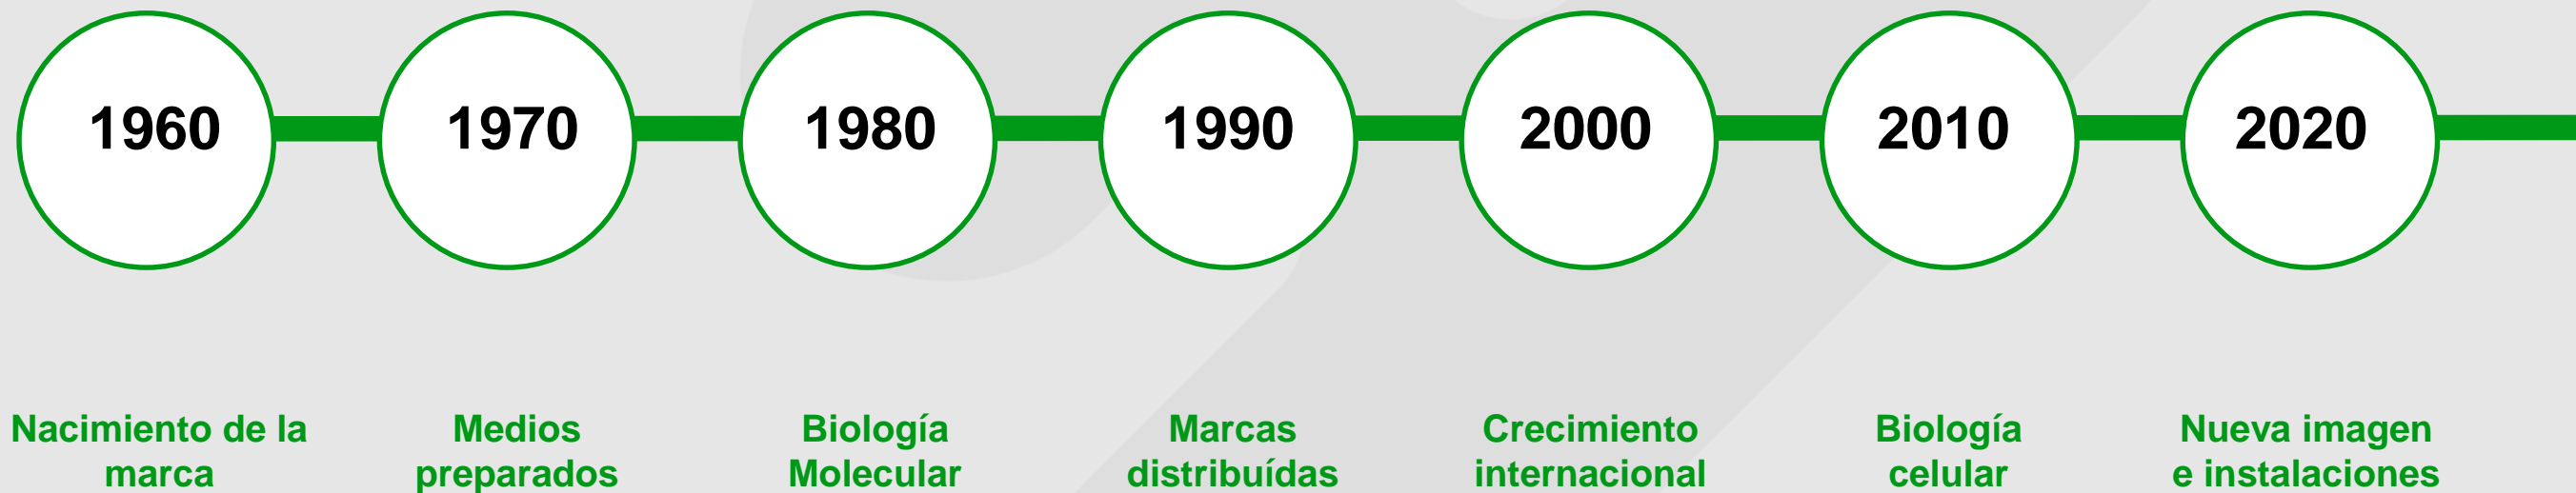 1960
1970
1980
1990
2000
2010
2020
Nacimiento de la
marca
Medios
preparados
Biología
Molecular
Marcas
distribuídas
Crecimiento
internacional
Biología
celular
Nueva imagen
e instalaciones